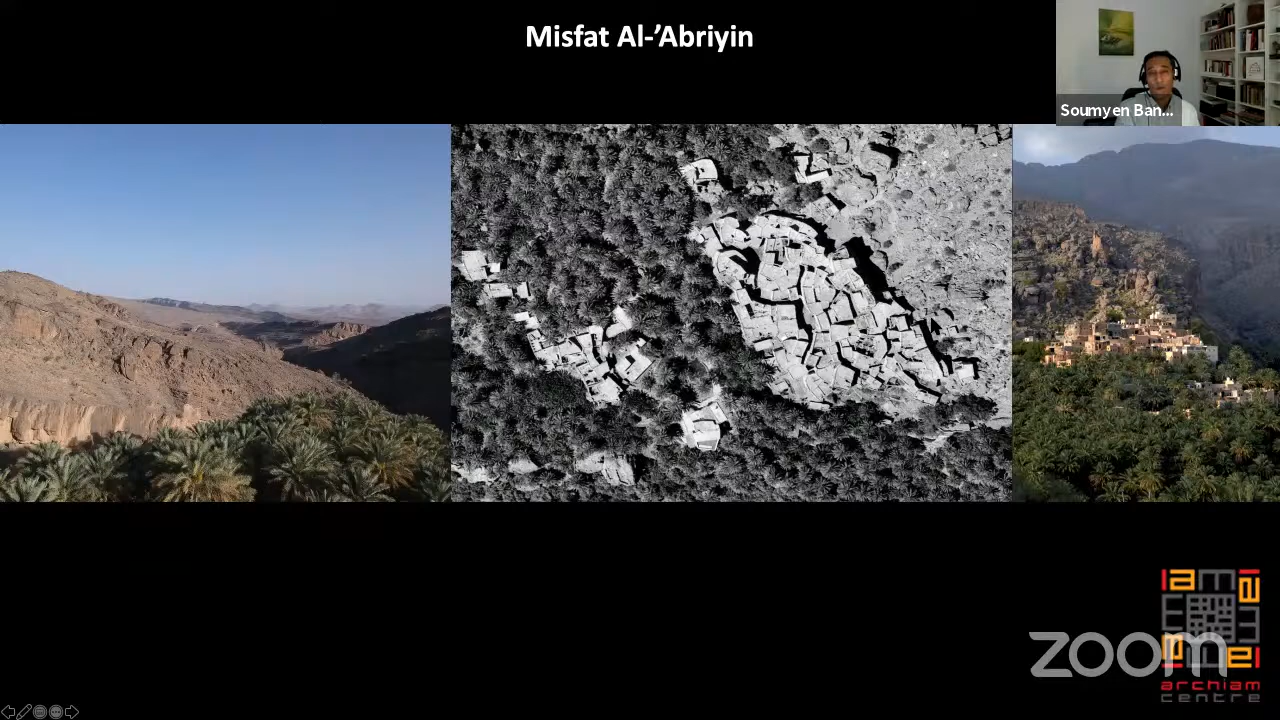 Misfat Al-’Abriyin
Soumyen Ban...
zoom
archiam
centre